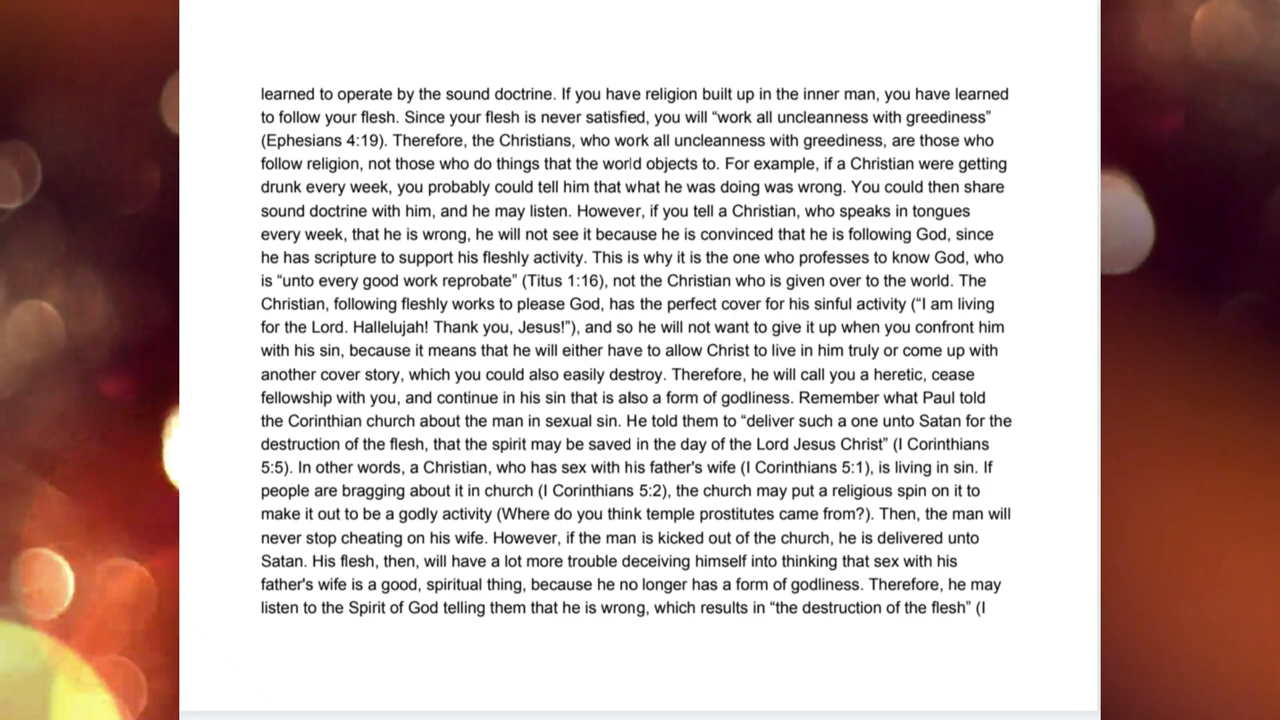 learned to operate by the sound doctrine. If you have religion built up in the inner man, you have learned
to follow your flesh. Since your flesh is never satisfied, you will “work all uncleanness with greediness”
(Ephesians 4:19). Therefore, the Christians, who work all uncleanness with greediness, are those who
follow religion, not those who do things that the world objects to. For example, if a Christian were getting
drunk every week, you probably could tell him that what he was doing was wrong. You could then share
sound doctrine with him, and he may listen. However, if you tell a Christian, who speaks in tongues
every week, that he is wrong, he will not see it because he is convinced that he is following God, since
he has scripture to support his fleshly activity. This is why it is the one who professes to know God, who
is “unto every good work reprobate” (Titus 1:16), not the Christian who is given over to the world. The
Christian, following fleshly works to please God, has the perfect cover for his sinful activity (“I am living
for the Lord. Hallelujah! Thank you, Jesus!”), and so he will not want to give it up when you confront him
with his sin, because it means that he will either have to allow Christ to live in him truly or come up with
another cover story, which you could also easily destroy. Therefore, he will call you a heretic, cease
fellowship with you, and continue in his sin that is also a form of godliness. Remember what Paul told
the Corinthian church about the man in sexual sin. He told them to “deliver such a one unto Satan for the
destruction of the flesh, that the spirit may be saved in the day of the Lord Jesus Christ” (I Corinthians
5:5). In other words, a Christian, who has sex with his father's wife (I Corinthians 5:1), is living in sin. If
people are bragging about it in church (I Corinthians 5:2), the church may put a religious spin on it to
make it out to be a godly activity (Where do you think temple prostitutes came from?). Then, the man will
never stop cheating on his wife. However, if the man is kicked out of the church, he is delivered unto
Satan. His flesh, then, will have a lot more trouble deceiving himself into thinking that sex with his
father's wife is a good, spiritual thing, because he no longer has a form of godliness. Therefore, he may
listen to the Spirit of God telling them that he is wrong, which results in “the destruction of the flesh” (I